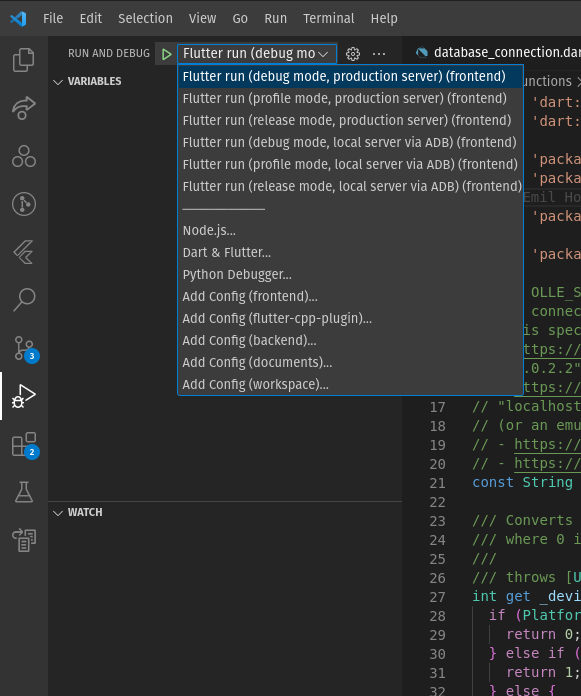 File Edit Selection View Go Run Terminal Help
RUN AND DEBUG Flutter run (debug mo ··· database_connection.dar
Flutter run (debug mode, production server) (frontend)
Flutter run (profile mode, production server) (frontend)
Flutter run (release mode, production server) (frontend)
Flutter run (debug mode, local server via ADB) (frontend)
Flutter run (profile mode, local server via ADB) (frontend)
Flutter run (release mode, local server via ADB) (frontend)
Node.js...
Dart & Flutter...
Python Debugger...
Add Config (frontend)...
Add Config (flutter-cpp-plugin)...
Add Config (backend)...
Add Config (documents)...
Add Config (workspace)...
VARIABLES
WATCH
3
2
unctions
'dart:
'dart:
'packa
'packa
Emil Ho
'packa
'packa
OLLE_S
connec
is spec
ttps://
.0.2.2"
ttps://
17 // "localhost
18 // (or an emu
19 // - https://
20 // - https://
21 const String
22
23 /// Converts
24 /// where 0 i
25 ///
26 /// throws [U
27 int get _devi
28 if (Platfor
29 return 0;
30 } else if (
31 return 1;
32 } else {